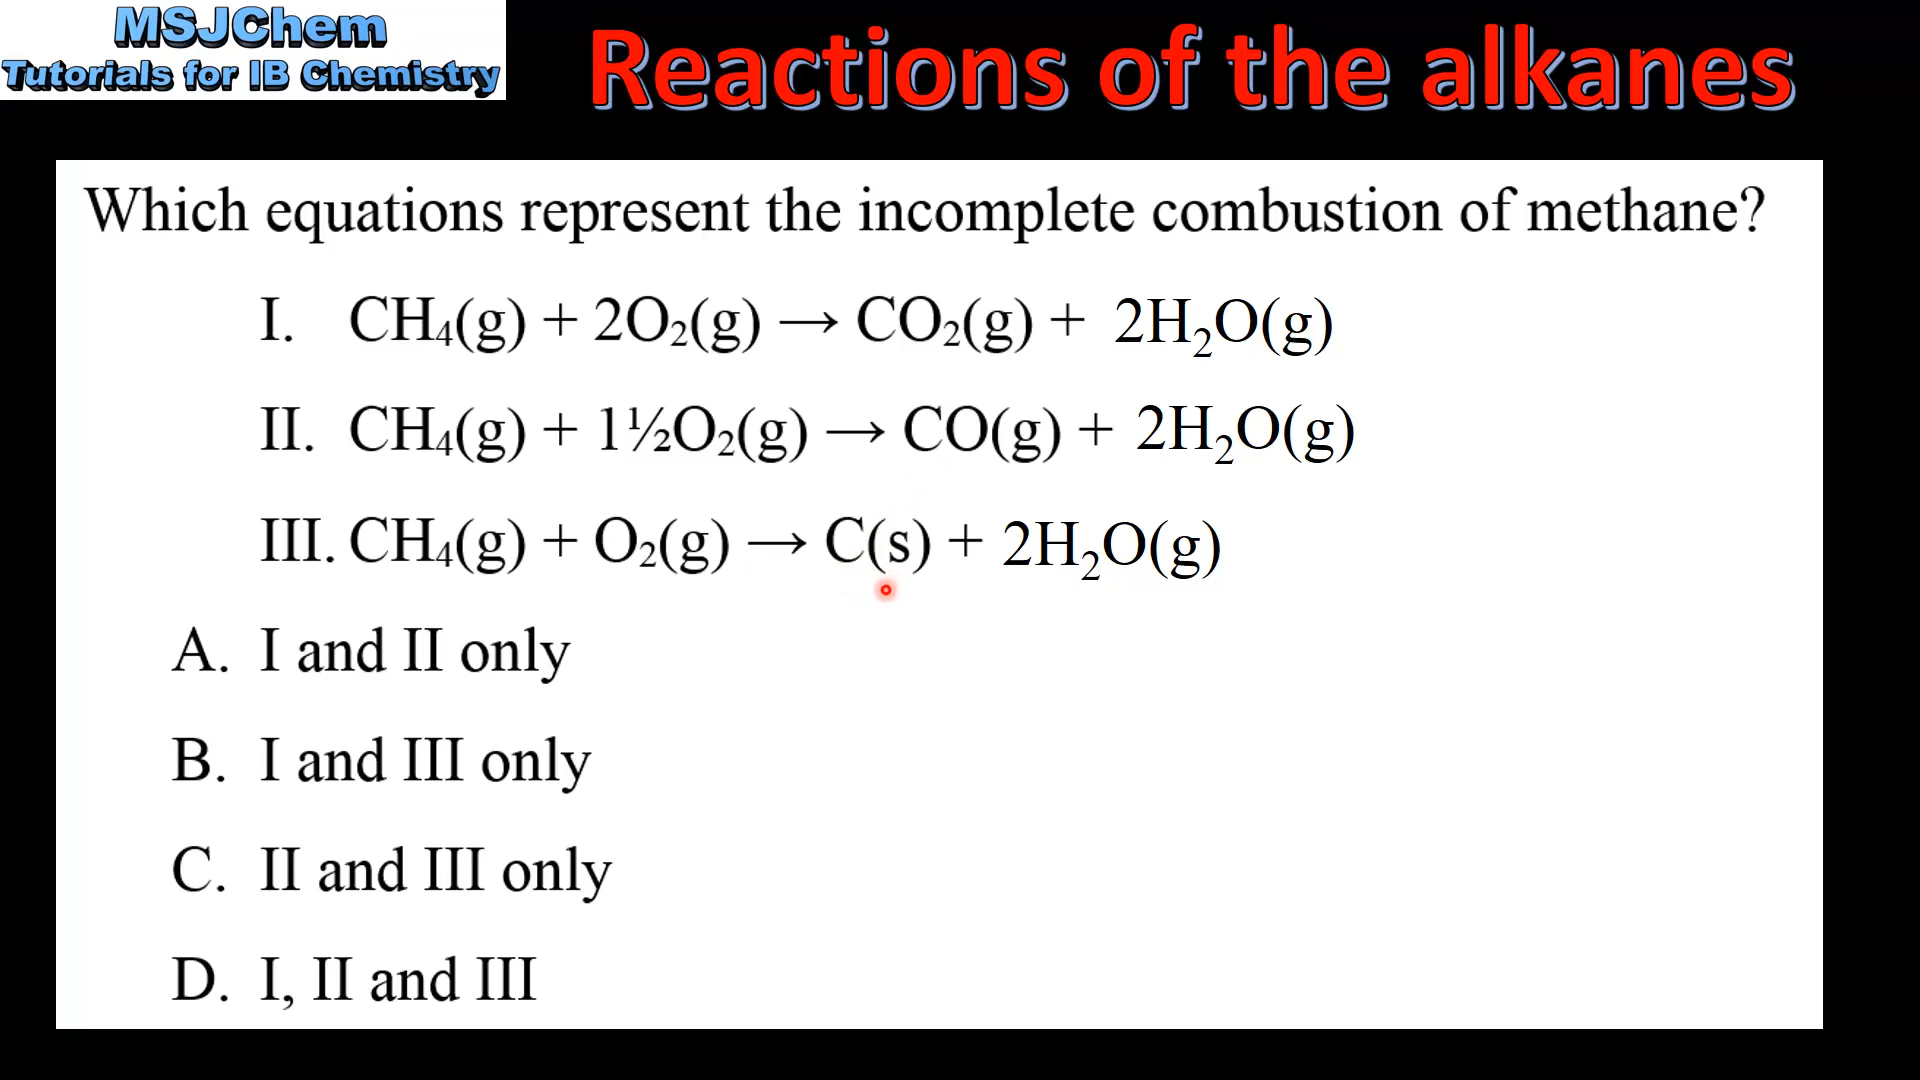 MSJChem
Tutorials for IB Chemistry
Reactions of the alkanes
Which equations represent the incomplete combustion of methane?
I. CH₄(g) + 2O₂(g) → CO₂(g) + 2H₂O(g)
II. CH₄(g) + 1½O₂(g) → CO(g) + 2H₂O(g)
III. CH₄(g) + O₂(g) → C(s) + 2H₂O(g)
A. I and II only
B. I and III only
C. II and III only
D. I, II and III